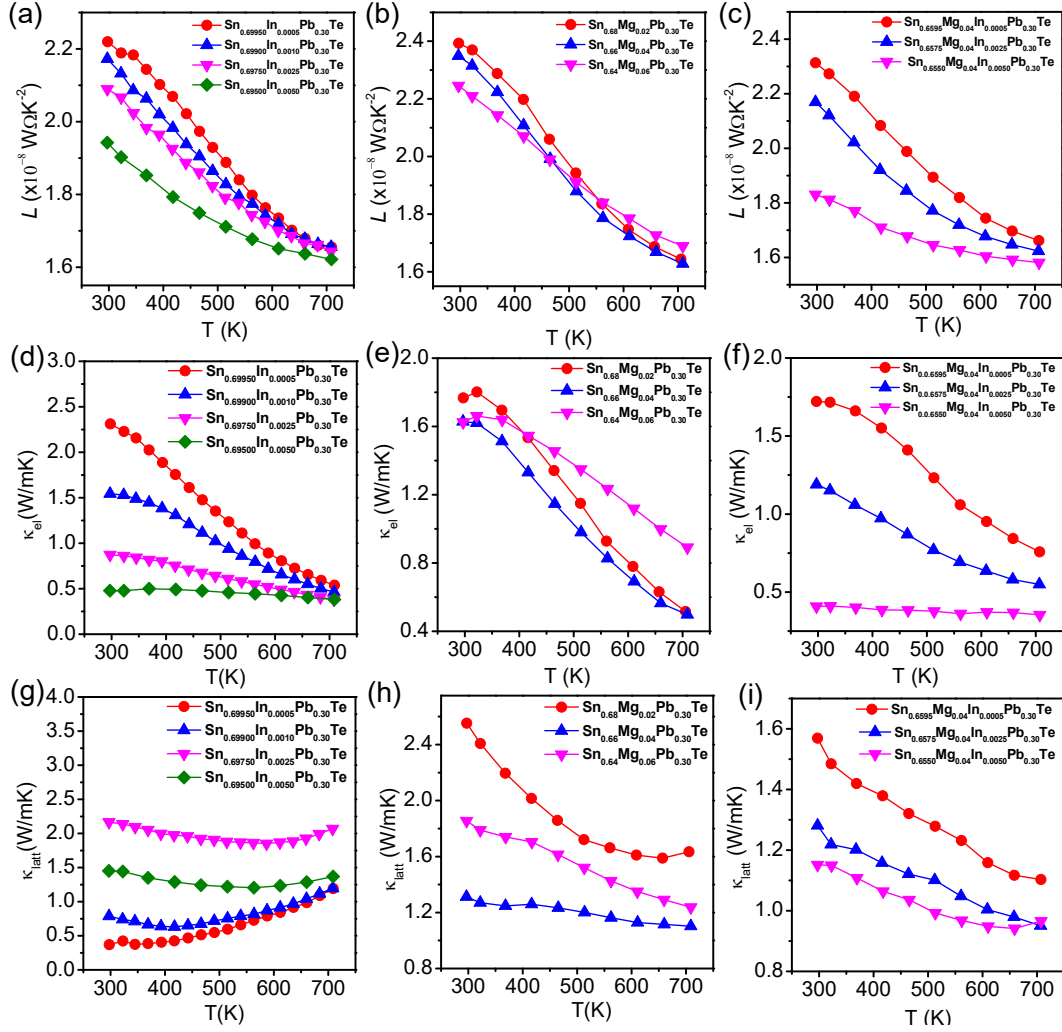 (a)
Sn0.69950In0.0005Pb0.30Te
Sn0.69900In0.0010Pb0.30Te
Sn0.69750In0.0025Pb0.30Te
Sn0.69500In0.0050Pb0.30Te
L (x10-8 WΩK-2)
2.2
2.0
1.8
1.6
300 400 500 600 700
T (K)
(b)
Sn0.68Mg0.02Pb0.30Te
Sn0.66Mg0.04Pb0.30Te
Sn0.64Mg0.06Pb0.30Te
L (x10-8 WΩK-2)
2.4
2.2
2.0
1.8
1.6
300 400 500 600 700
T (K)
(c)
Sn0.6595Mg0.04In0.0005Pb0.30Te
Sn0.6575Mg0.04In0.0025Pb0.30Te
Sn0.6550Mg0.04In0.0050Pb0.30Te
L (x10-8 WΩK-2)
2.4
2.2
2.0
1.8
1.6
300 400 500 600 700
T (K)
(d)
Sn0.69950In0.0005Pb0.30Te
Sn0.69900In0.0010Pb0.30Te
Sn0.69750In0.0025Pb0.30Te
Sn0.69500In0.0050Pb0.30Te
κel(W/mK)
3.0
2.5
2.0
1.5
1.0
0.5
0.0
300 400 500 600 700
T (K)
(e)
Sn0.68Mg0.02Pb0.30Te
Sn0.66Mg0.04Pb0.30Te
Sn0.64Mg0.06Pb0.30Te
κel (W/mK)
2.0
1.6
1.2
0.8
0.4
300 400 500 600 700
T (K)
(f)
Sn0.0.6595Mg0.04In0.0005Pb0.30Te
Sn0.0.6575Mg0.04In0.0025Pb0.30Te
Sn0.0.6550Mg0.04In0.0050Pb0.30Te
κel (W/mK)
2.0
1.5
1.0
0.5
300 400 500 600 700
T (K)
(g)
Sn0.69950In0.0005Pb0.30Te
Sn0.69900In0.0010Pb0.30Te
Sn0.69750In0.0025Pb0.30Te
Sn0.69500In0.0050Pb0.30Te
κlatt (W/mK)
4.0
3.5
3.0
2.5
2.0
1.5
1.0
0.5
0.0
300 400 500 600 700
T(K)
(h)
Sn0.68Mg0.02Pb0.30Te
Sn0.66Mg0.04Pb0.30Te
Sn0.64Mg0.06Pb0.30Te
κlatt (W/mK)
2.4
2.0
1.6
1.2
0.8
300 400 500 600 700
T(K)
(i)
Sn0.6595Mg0.04In0.0005Pb0.30Te
Sn0.6575Mg0.04In0.0025Pb0.30Te
Sn0.6550Mg0.04In0.0050Pb0.30Te
κlatt (W/mK)
1.6
1.4
1.2
1.0
0.8
300 400 500 600 700
T (K)